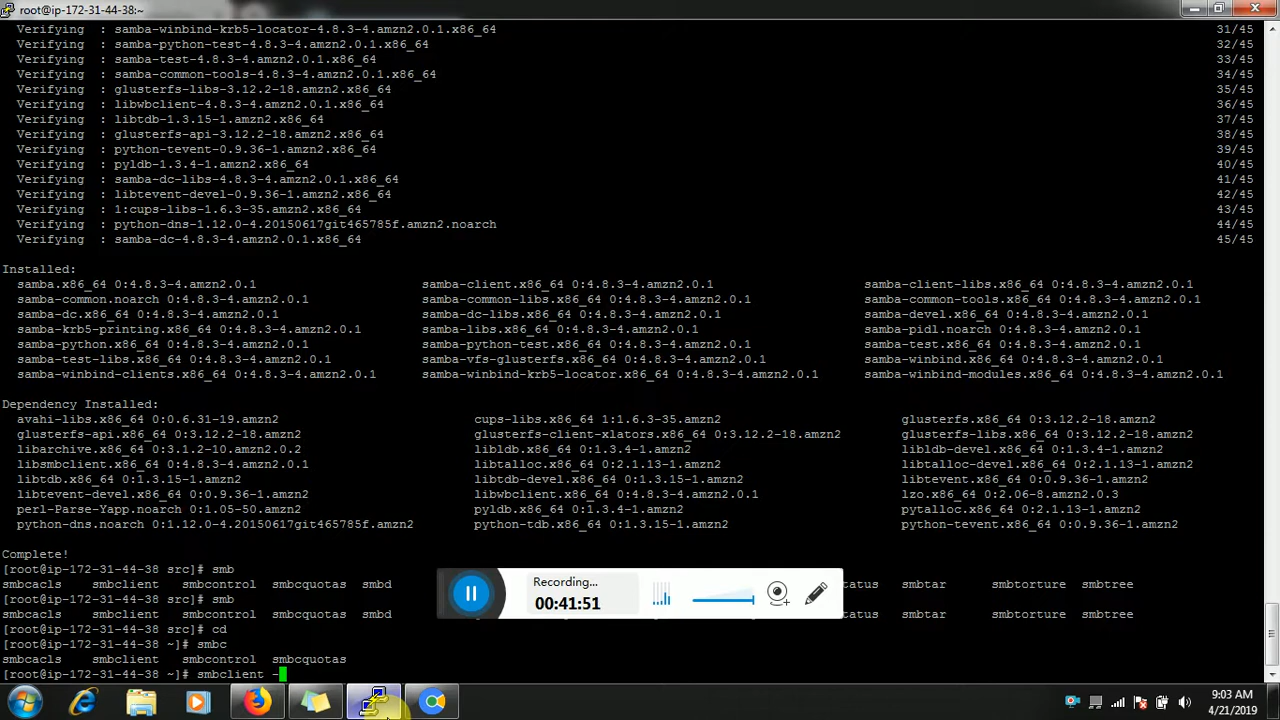 root@ip-172-31-44-38:~
Verifying : samba-winbind-krb5-locator-4.8.3-4.amzn2.0.1.x86_64 31/45
Verifying : samba-python-test-4.8.3-4.amzn2.0.1.x86_64 32/45
Verifying : samba-test-4.8.3-4.amzn2.0.1.x86_64 33/45
Verifying : samba-common-tools-4.8.3-4.amzn2.0.1.x86_64 34/45
Verifying : glusterfs-libs-3.12.2-18.amzn2.x86_64 35/45
Verifying : libwbclient-4.8.3-4.amzn2.0.1.x86_64 36/45
Verifying : libtdb-1.3.15-1.amzn2.x86_64 37/45
Verifying : glusterfs-api-3.12.2-18.amzn2.x86_64 38/45
Verifying : python-tevent-0.9.36-1.amzn2.x86_64 39/45
Verifying : pyldb-1.3.4-1.amzn2.x86_64 40/45
Verifying : samba-dc-libs-4.8.3-4.amzn2.0.1.x86_64 41/45
Verifying : libtevent-devel-0.9.36-1.amzn2.x86_64 42/45
Verifying : 1:cups-libs-1.6.3-35.amzn2.x86_64 43/45
Verifying : python-dns-1.12.0-4.20150617git465785f.amzn2.noarch 44/45
Verifying : samba-dc-4.8.3-4.amzn2.0.1.x86_64 45/45
Installed:
samba.x86_64 0:4.8.3-4.amzn2.0.1 samba-client.x86_64 0:4.8.3-4.amzn2.0.1 samba-client-libs.x86_64 0:4.8.3-4.amzn2.0.1
samba-common.noarch 0:4.8.3-4.amzn2.0.1 samba-common-libs.x86_64 0:4.8.3-4.amzn2.0.1 samba-common-tools.x86_64 0:4.8.3-4.amzn2.0.1
samba-dc.x86_64 0:4.8.3-4.amzn2.0.1 samba-dc-libs.x86_64 0:4.8.3-4.amzn2.0.1 samba-devel.x86_64 0:4.8.3-4.amzn2.0.1
samba-krb5-printing.x86_64 0:4.8.3-4.amzn2.0.1 samba-libs.x86_64 0:4.8.3-4.amzn2.0.1 samba-pidl.noarch 0:4.8.3-4.amzn2.0.1
samba-python.x86_64 0:4.8.3-4.amzn2.0.1 samba-python-test.x86_64 0:4.8.3-4.amzn2.0.1 samba-test.x86_64 0:4.8.3-4.amzn2.0.1
samba-test-libs.x86_64 0:4.8.3-4.amzn2.0.1 samba-vfs-glusterfs.x86_64 0:4.8.3-4.amzn2.0.1 samba-winbind.x86_64 0:4.8.3-4.amzn2.0.1
samba-winbind-clients.x86_64 0:4.8.3-4.amzn2.0.1 samba-winbind-krb5-locator.x86_64 0:4.8.3-4.amzn2.0.1 samba-winbind-modules.x86_64 0:4.8.3-4.amzn2.0.1
Dependency Installed:
avahi-libs.x86_64 0:0.6.31-19.amzn2 cups-libs.x86_64 1:1.6.3-35.amzn2 glusterfs.x86_64 0:3.12.2-18.amzn2
glusterfs-api.x86_64 0:3.12.2-18.amzn2 glusterfs-client-xlators.x86_64 0:3.12.2-18.amzn2 glusterfs-libs.x86_64 0:3.12.2-18.amzn2
libarchive.x86_64 0:3.1.2-10.amzn2.0.2 libldb.x86_64 0:1.3.4-1.amzn2 libldb-devel.x86_64 0:1.3.4-1.amzn2
libsmbclient.x86_64 0:4.8.3-4.amzn2.0.1 libtalloc.x86_64 0:2.1.13-1.amzn2 libtalloc-devel.x86_64 0:2.1.13-1.amzn2
libtdb.x86_64 0:1.3.15-1.amzn2 libtdb-devel.x86_64 0:1.3.15-1.amzn2 libtevent.x86_64 0:0.9.36-1.amzn2
libtevent-devel.x86_64 0:0.9.36-1.amzn2 libwbclient.x86_64 0:4.8.3-4.amzn2.0.1 lzo.x86_64 0:2.06-8.amzn2.0.3
perl-Parse-Yapp.noarch 0:1.05-50.amzn2 pyldb.x86_64 0:1.3.4-1.amzn2 pytalloc.x86_64 0:2.1.13-1.amzn2
python-dns.noarch 0:1.12.0-4.20150617git465785f.amzn2 python-tdb.x86_64 0:1.3.15-1.amzn2 python-tevent.x86_64 0:0.9.36-1.amzn2
Complete!
[root@ip-172-31-44-38 src]# smb
smbcacls smbclient smbcontrol smbcquotas smbd tatus smbtar smbtorture smbtree
[root@ip-172-31-44-38 src]# smb
smbcacls smbclient smbcontrol smbcquotas smbd tatus smbtar smbtorture smbtree
[root@ip-172-31-44-38 src]# cd
[root@ip-172-31-44-38 ~]# smbc
smbcacls smbclient smbcontrol smbcquotas
[root@ip-172-31-44-38 ~]# smbclient -
Recording...
00:41:51
9:03 AM
4/21/2019